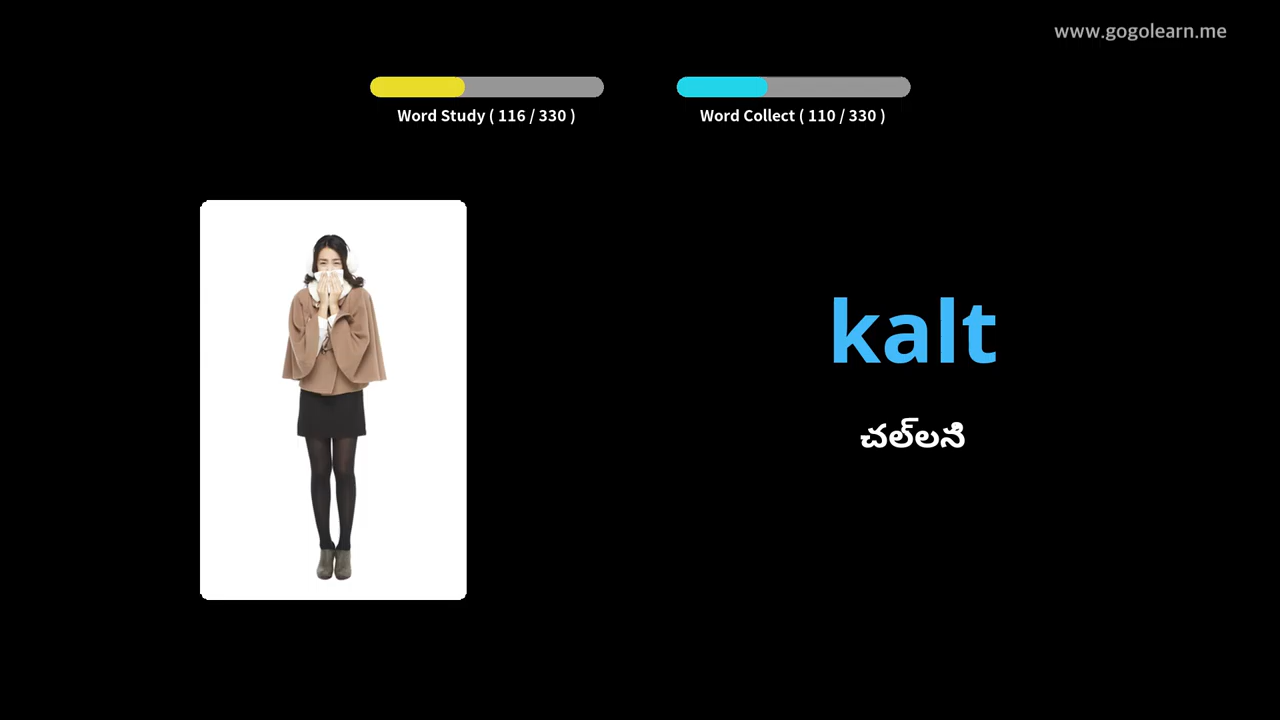 www.gogolearn.me
Word Study ( 116 / 330 )
Word Collect ( 110 / 330 )
kalt
చల్‌లని